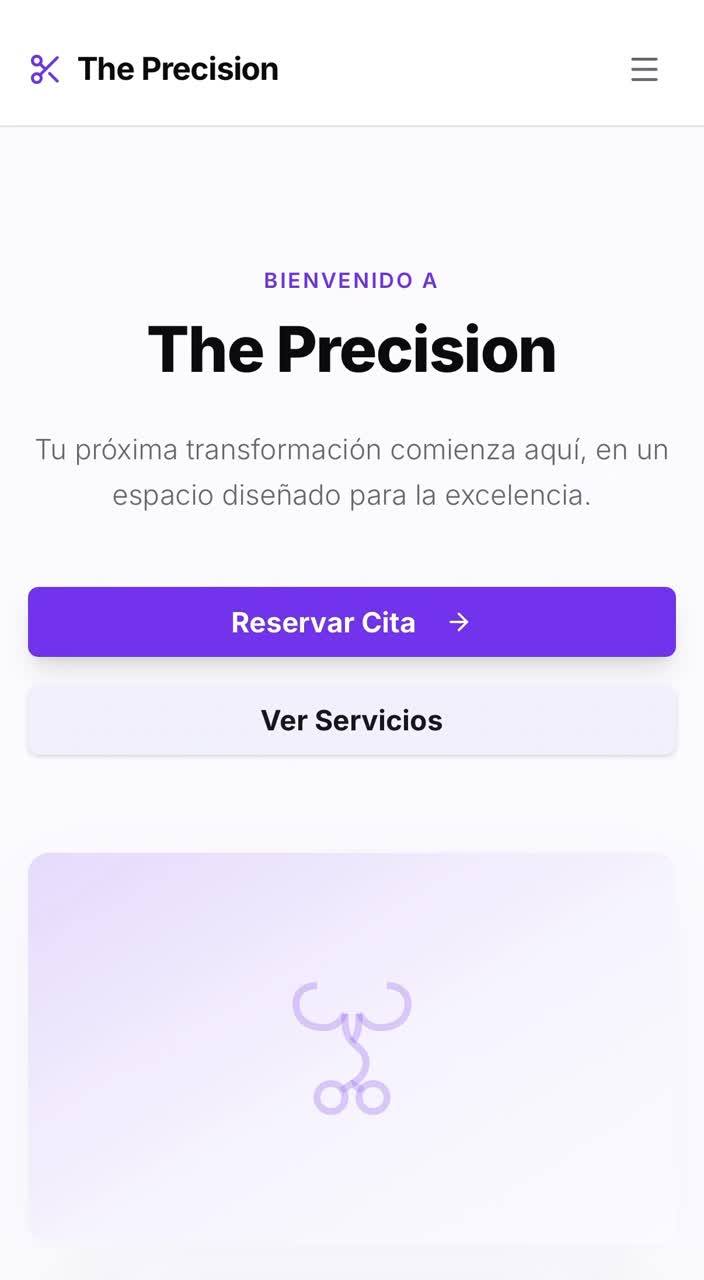 The Precision
BIENVENIDO A
The Precision
Tu próxima transformación comienza aquí, en un
espacio diseñado para la excelencia.
Reservar Cita →
Ver Servicios